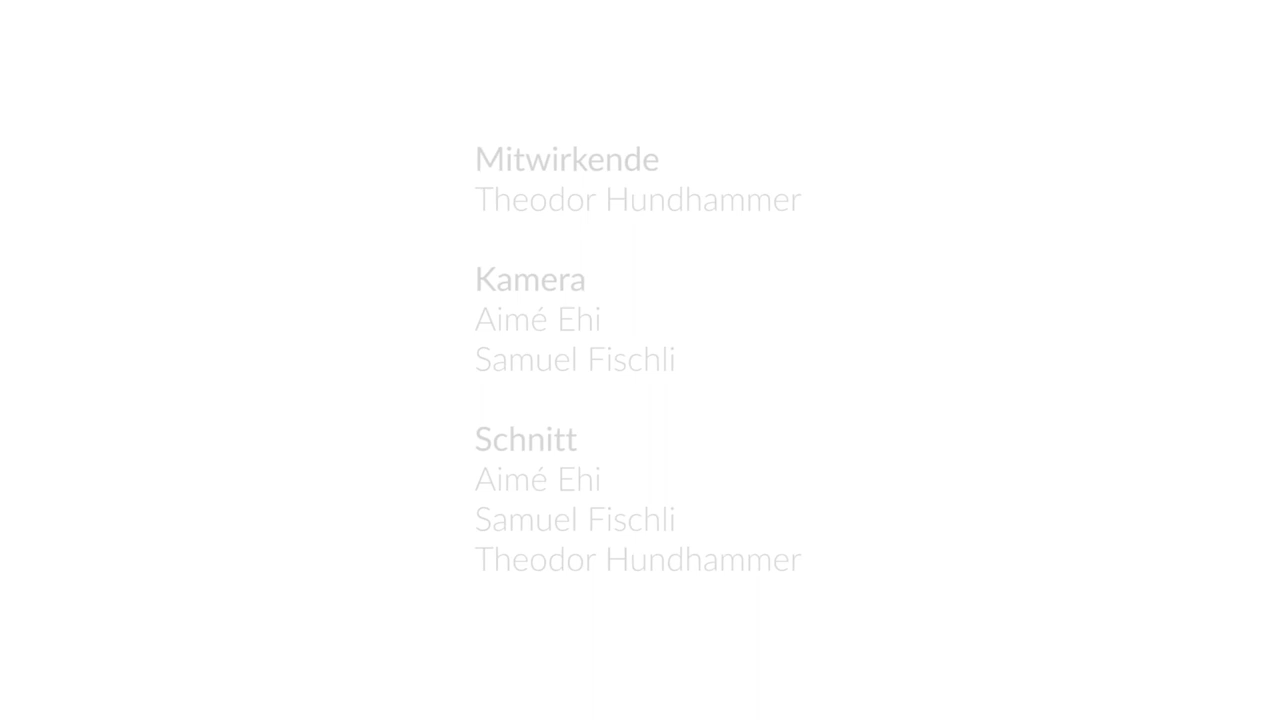 Mitwirkende
Theodor Hundhammer
Kamera
Aimé Ehi
Samuel Fischli
Schnitt
Aimé Ehi
Samuel Fischli
Theodor Hundhammer